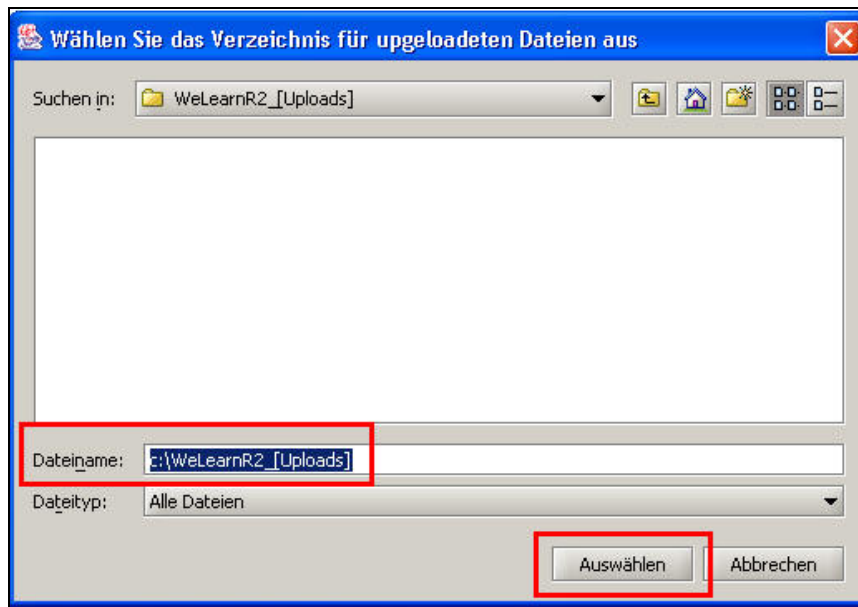 Wählen Sie das Verzeichnis für upgeloadeten Dateien aus
Suchen in: WeLearnR2_[Uploads]
Dateiname: c:\WeLearnR2_[Uploads]
Dateityp: Alle Dateien
Auswählen Abbrechen